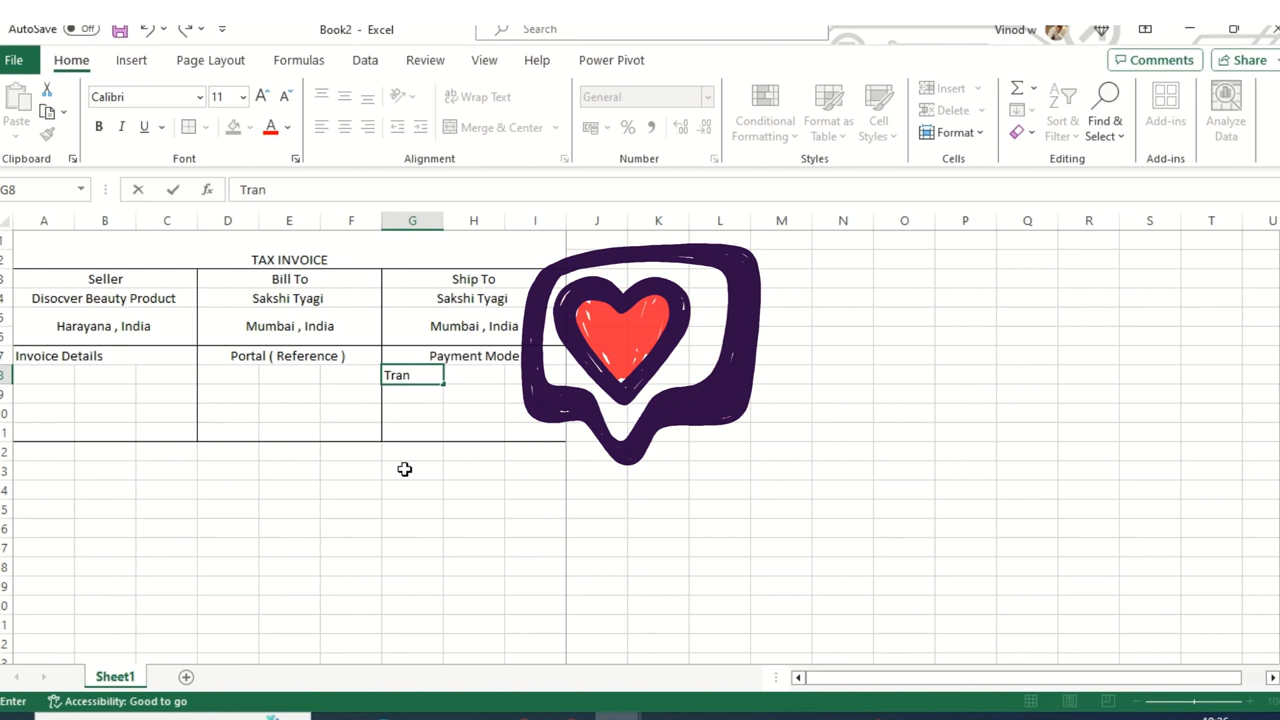 AutoSave Off Book2 - Excel Search Vinod w
File Home Insert Page Layout Formulas Data Review View Help Power Pivot Comments Share
Paste Calibri 11 Wrap Text General Conditional Formatting Format as Table Cell Styles Insert Sort & Filter Find & Select Add-ins Analyze Data
B I U Merge & Center % Delete
Format
Clipboard Font Alignment Number Styles Cells Editing Add-ins
G8 Tran
A B C D E F G H I J K L M N O P Q R S T U
TAX INVOICE
Seller Bill To Ship To
Disocver Beauty Product Sakshi Tyagi Sakshi Tyagi
Harayana , India Mumbai , India Mumbai , India
Invoice Details Portal ( Reference ) Payment Mode
Tran
Sheet1
Enter Accessibility: Good to go